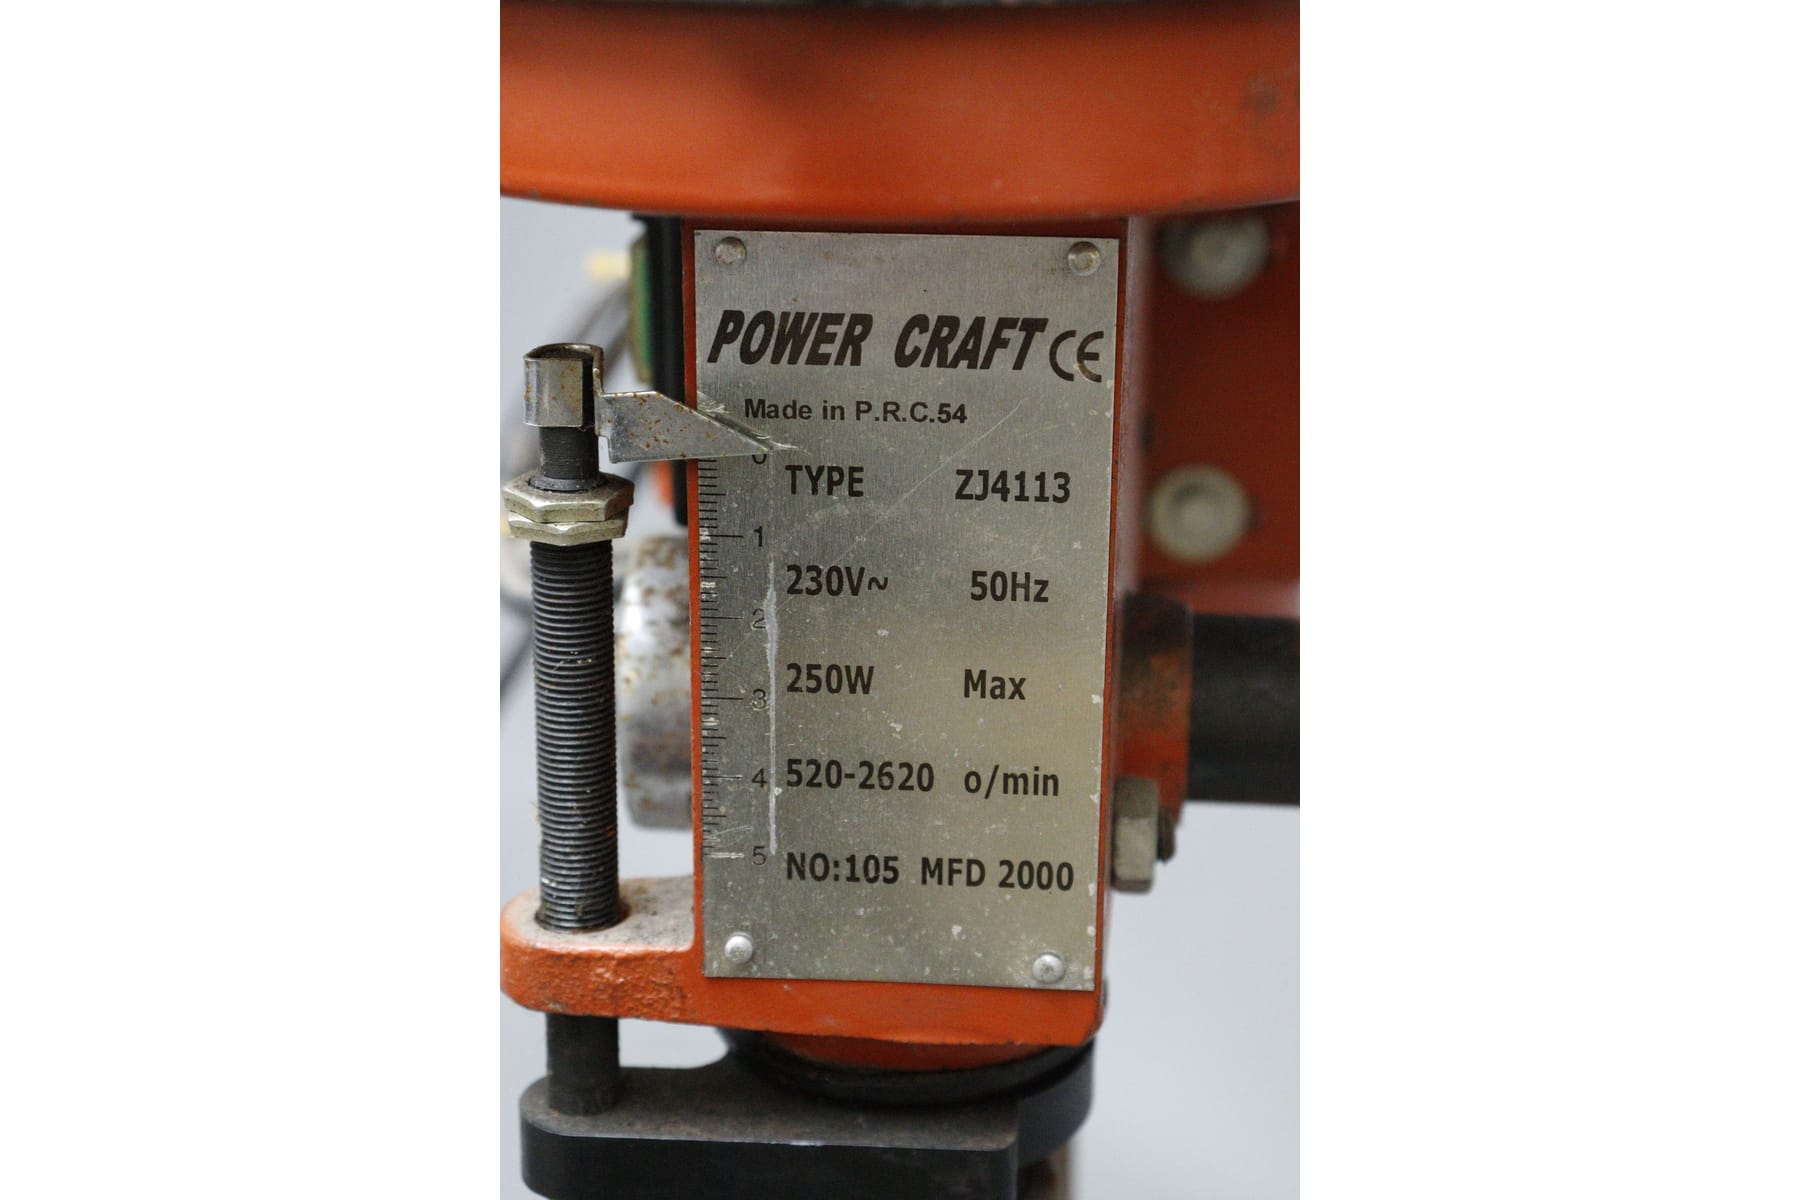 POWER CRAFT CE
Made in P.R.C.54
0
TYPE ZJ4113
1
230V~ 50Hz
2
250W Max
3
4 520-2620 o/min
5 NO:105 MFD 2000